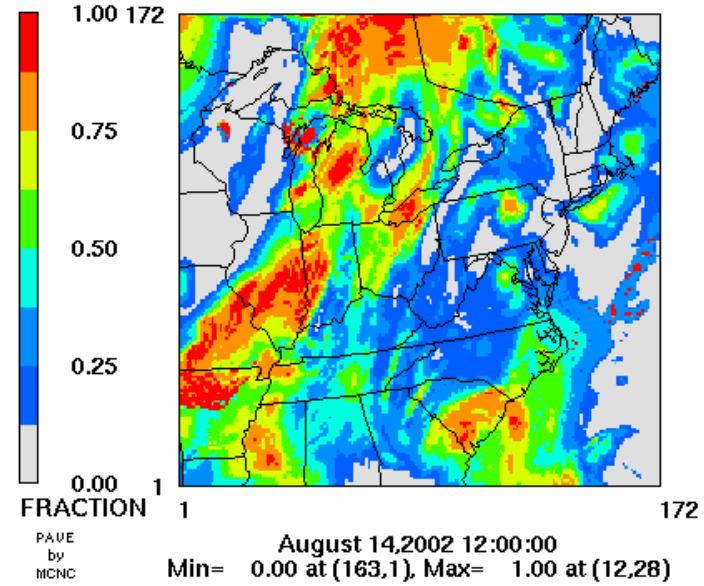 1.00 172
0.75
0.50
0.25
0.00 1
FRACTION 1 172
PAVE
by
MCNC
August 14,2002 12:00:00
Min= 0.00 at (163,1), Max= 1.00 at (12,28)